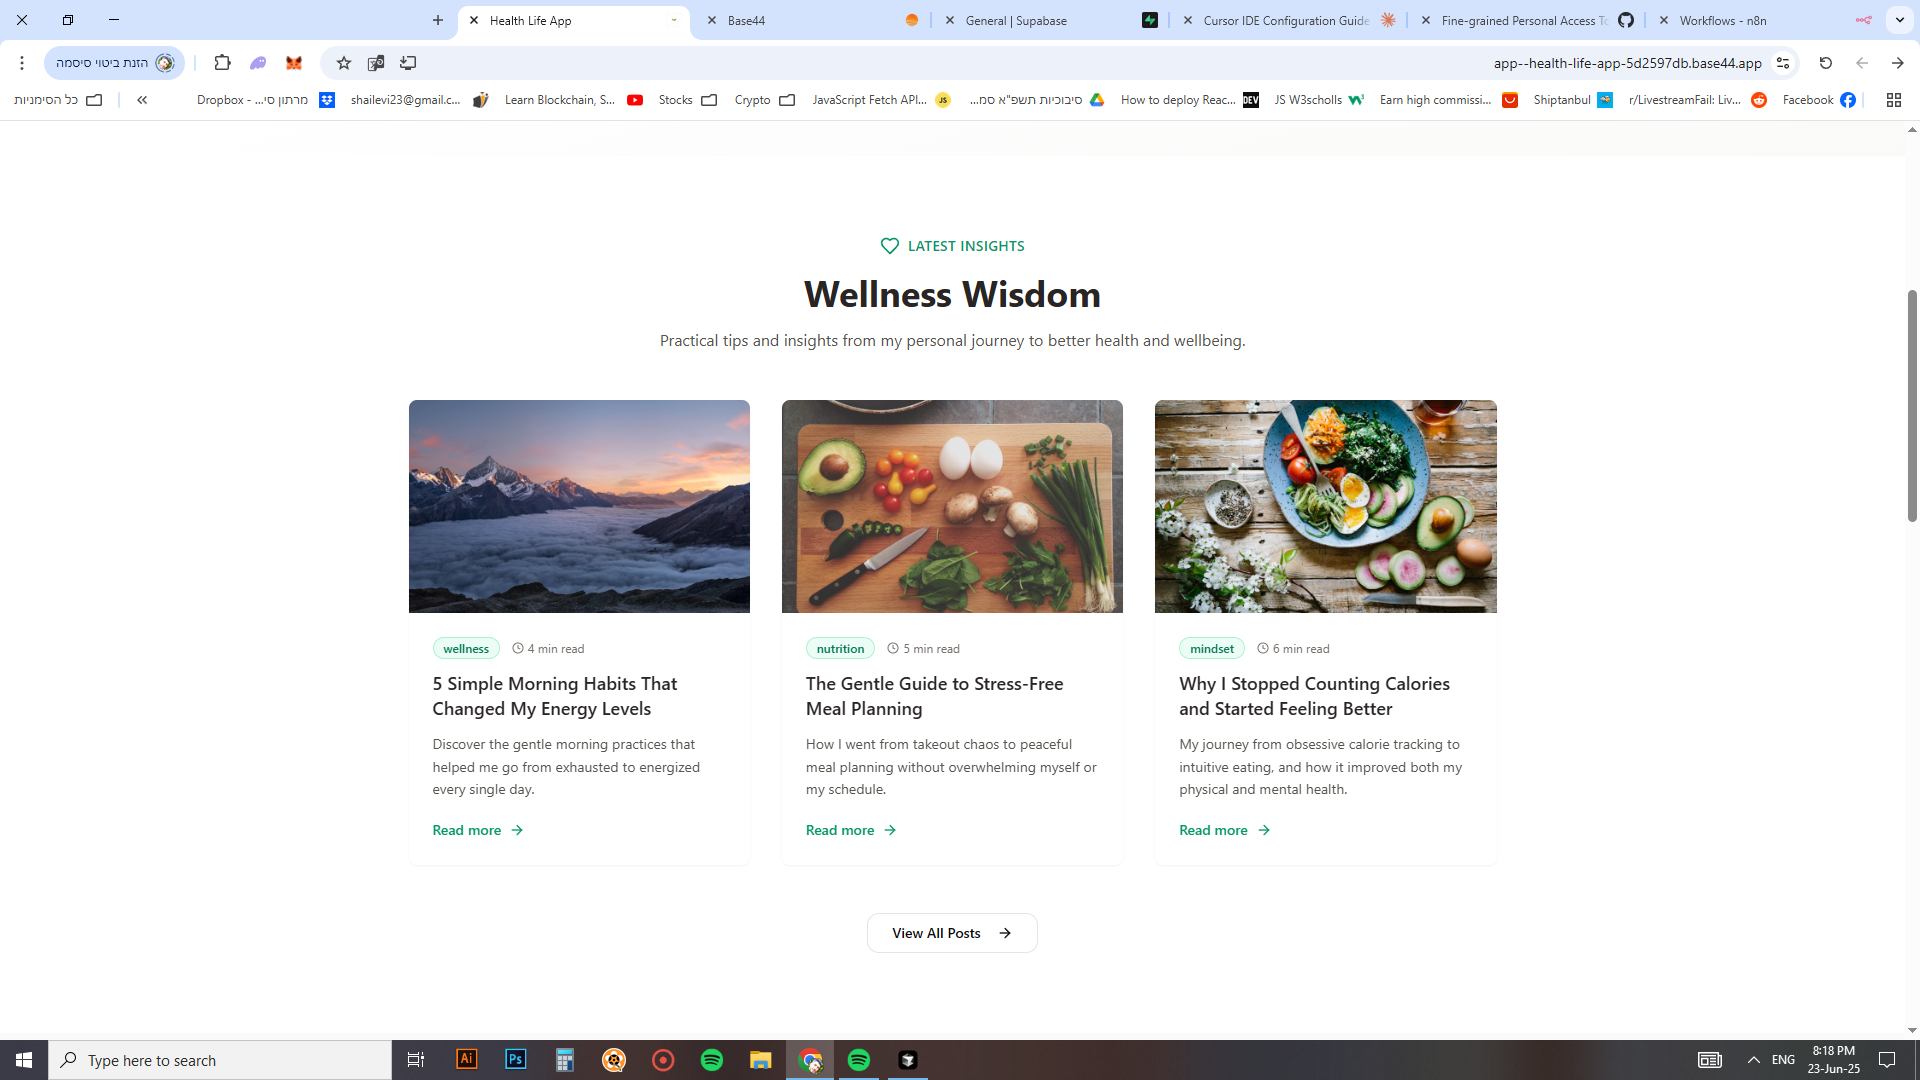 Health Life App
Base44
General | Supabase
Cursor IDE Configuration Guide
Fine-grained Personal Access To
Workflows - n8n
הזנת ביטוי סיסמה
app--health-life-app-5d2597db.base44.app
כל הסימניות
Dropbox - ...מרתון סי
shailevi23@gmail.c...
Learn Blockchain, S...
Stocks
Crypto
JavaScript Fetch API...
JS
...סיבוכיות תשפ"א סמ
How to deploy Reac...
DEV
JS W3scholls
Earn high commissi...
Shiptanbul
r/LivestreamFail: Liv...
Facebook
LATEST INSIGHTS
Wellness Wisdom
Practical tips and insights from my personal journey to better health and wellbeing.
wellness
4 min read
5 Simple Morning Habits That
Changed My Energy Levels
Discover the gentle morning practices that
helped me go from exhausted to energized
every single day.
Read more
nutrition
5 min read
The Gentle Guide to Stress-Free
Meal Planning
How I went from takeout chaos to peaceful
meal planning without overwhelming myself or
my schedule.
Read more
mindset
6 min read
Why I Stopped Counting Calories
and Started Feeling Better
My journey from obsessive calorie tracking to
intuitive eating, and how it improved both my
physical and mental health.
Read more
View All Posts
Type here to search
Ai
Ps
ENG
8:18 PM
23-Jun-25